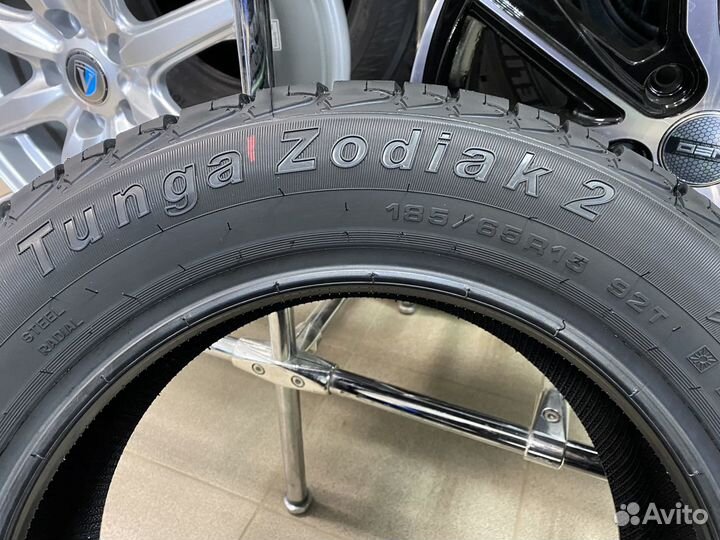 Tunga Zodiak 2
185/65R15 92T
STEEL
RADIAL
Avito